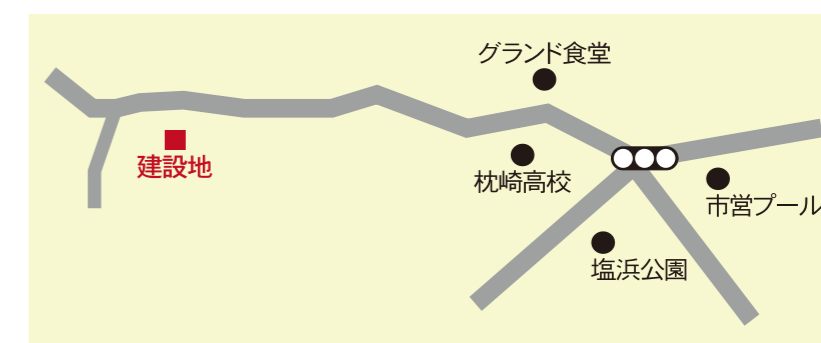 グランド食堂
建設地
枕崎高校
市営プール
塩浜公園